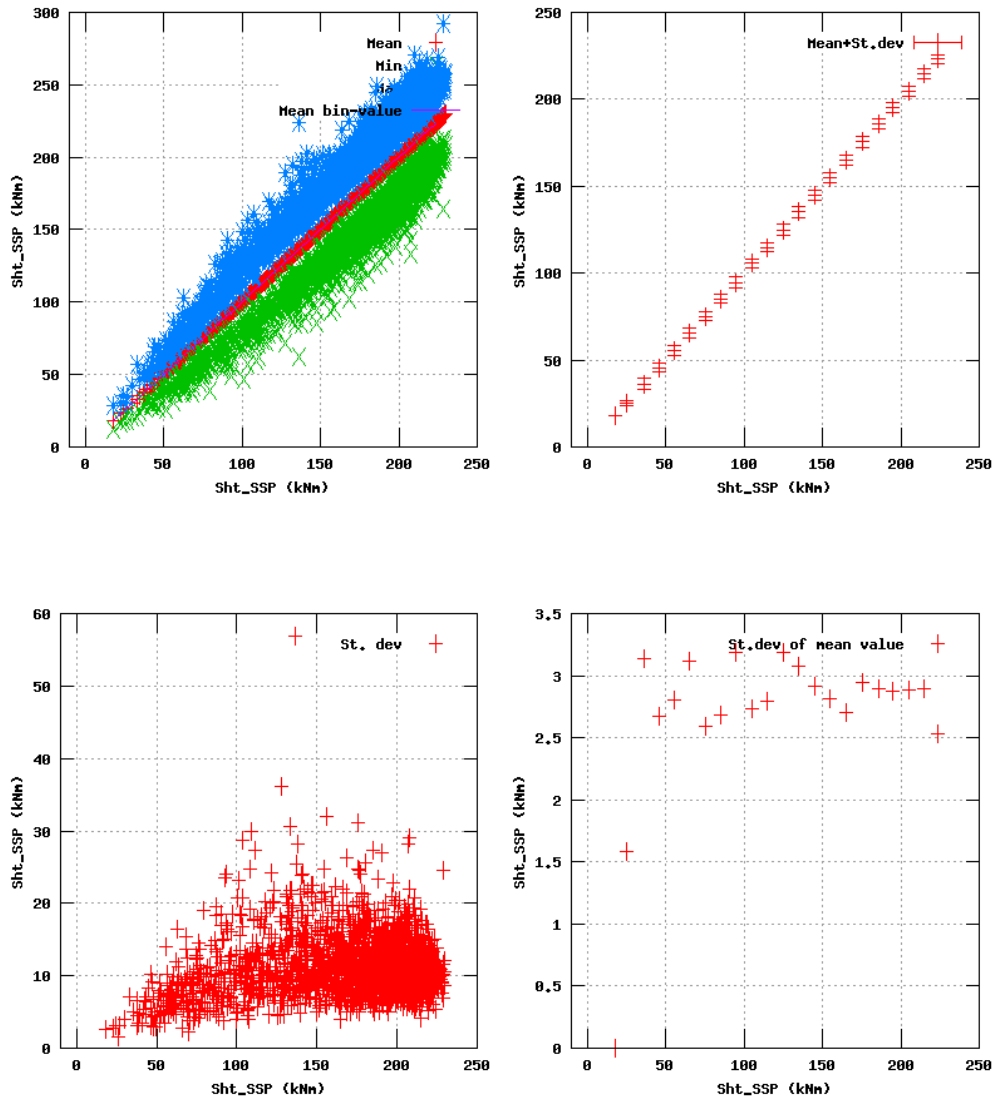 300
250
200
150
100
50
0
Sht_SSP (kNm)
Mean
Min
Mean bin-value
0 50 100 150 200 250
Sht_SSP (kNm)
250
200
150
100
50
0
Sht_SSP (kNm)
Mean+St.dev
0 50 100 150 200 250
Sht_SSP (kNm)
60
50
40
30
20
10
0
Sht_SSP (kNm)
St. dev
0 50 100 150 200 250
Sht_SSP (kNm)
3.5
3
2.5
2
1.5
1
0.5
0
Sht_SSP (kNm)
St.dev of mean value
0 50 100 150 200 250
Sht_SSP (kNm)